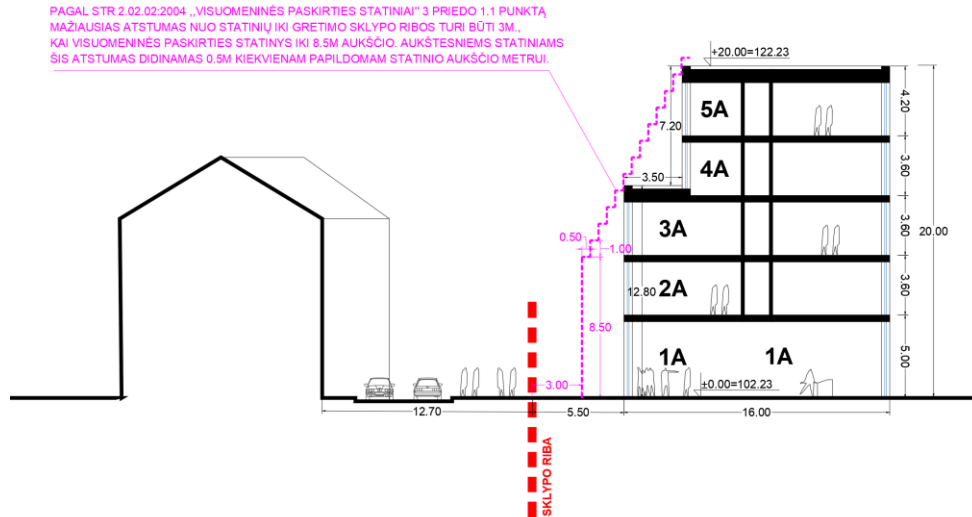 PAGAL STR 2.02.02:2004 ,,VISUOMENINĖS PASKIRTIES STATINIAI" 3 PRIEDO 1.1 PUNKTĄ
MAŽIAUSIAS ATSTUMAS NUO STATINIŲ IKI GRETIMO SKLYPO RIBOS TURI BŪTI 3M.,
KAI VISUOMENINĖS PASKIRTIES STATINYS IKI 8.5M AUKŠČIO. AUKŠTESNIEMS STATINIAMS
ŠIS ATSTUMAS DIDINAMAS 0.5M KIEKVIENAM PAPILDOMAM STATINIO AUKŠČIO METRUI.
+20.00=122.23
4.20
5A
7.20
3.60
4A
3.50
3.60
3A
20.00
0.50
1.00
3.60
2A
12.80
8.50
5.00
1A
1A
±0.00=102.23
3.00
12.70
5.50
16.00
SKLYPO RIBA